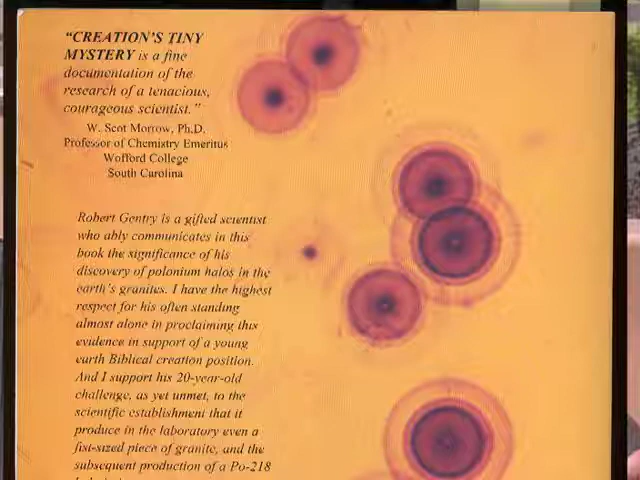 "CREATION'S TINY
MYSTERY is a fine
documentation of the
research of a tenacious,
courageous scientist."
W. Scot Morrow, Ph.D.
Professor of Chemistry Emeritus
Wofford College
South Carolina
Robert Gentry is a gifted scientist
who ably communicates in this
book the significance of his
discovery of polonium halos in the
earth's granites. I have the highest
respect for his often standing
almost alone in proclaiming this
evidence in support of a young
earth Biblical creation position.
And I support his 20-year-old
challenge, as yet unmet, to the
scientific establishment that it
produce in the laboratory even a
fist-sized piece of granite, and the
subsequent production of a Po-218